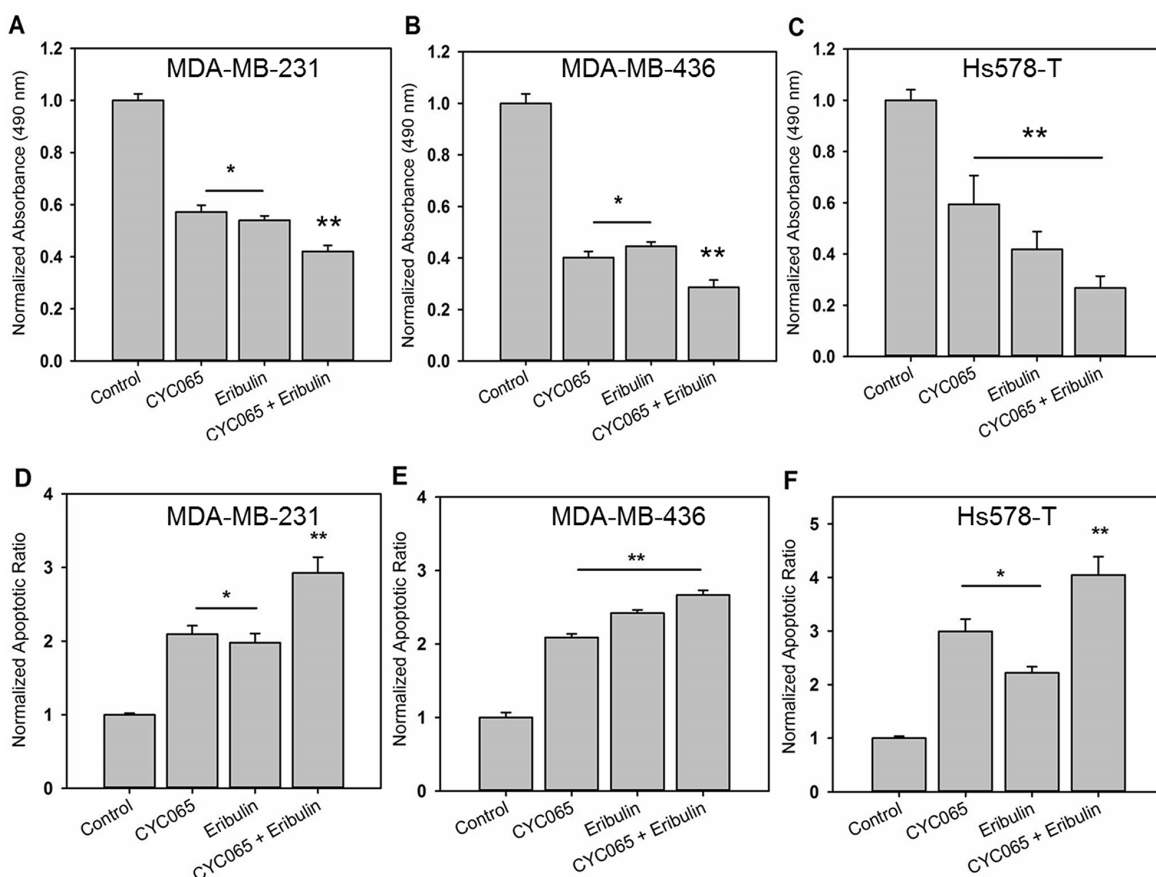 A
MDA-MB-231
Normalized Absorbance (490 nm)
1.2
1.0
0.8
0.6
0.4
0.2
0.0
*
**
Control
CYC065
Eribulin
CYC065 + Eribulin
B
MDA-MB-436
Normalized Absorbance (490 nm)
1.2
1.0
0.8
0.6
0.4
0.2
0.0
*
**
Control
CYC065
Eribulin
CYC065 + Eribulin
C
Hs578-T
Normalized Absorbance (490 nm)
1.2
1.0
0.8
0.6
0.4
0.2
0.0
**
Control
CYC065
Eribulin
CYC065 + Eribulin
D
MDA-MB-231
Normalized Apoptotic Ratio
4
3
2
1
0
*
**
Control
CYC065
Eribulin
CYC065 + Eribulin
E
MDA-MB-436
Normalized Apoptotic Ratio
4
3
2
1
0
**
Control
CYC065
Eribulin
CYC065 + Eribulin
F
Hs578-T
Normalized Apoptotic Ratio
5
4
3
2
1
0
*
**
Control
CYC065
Eribulin
CYC065 + Eribulin